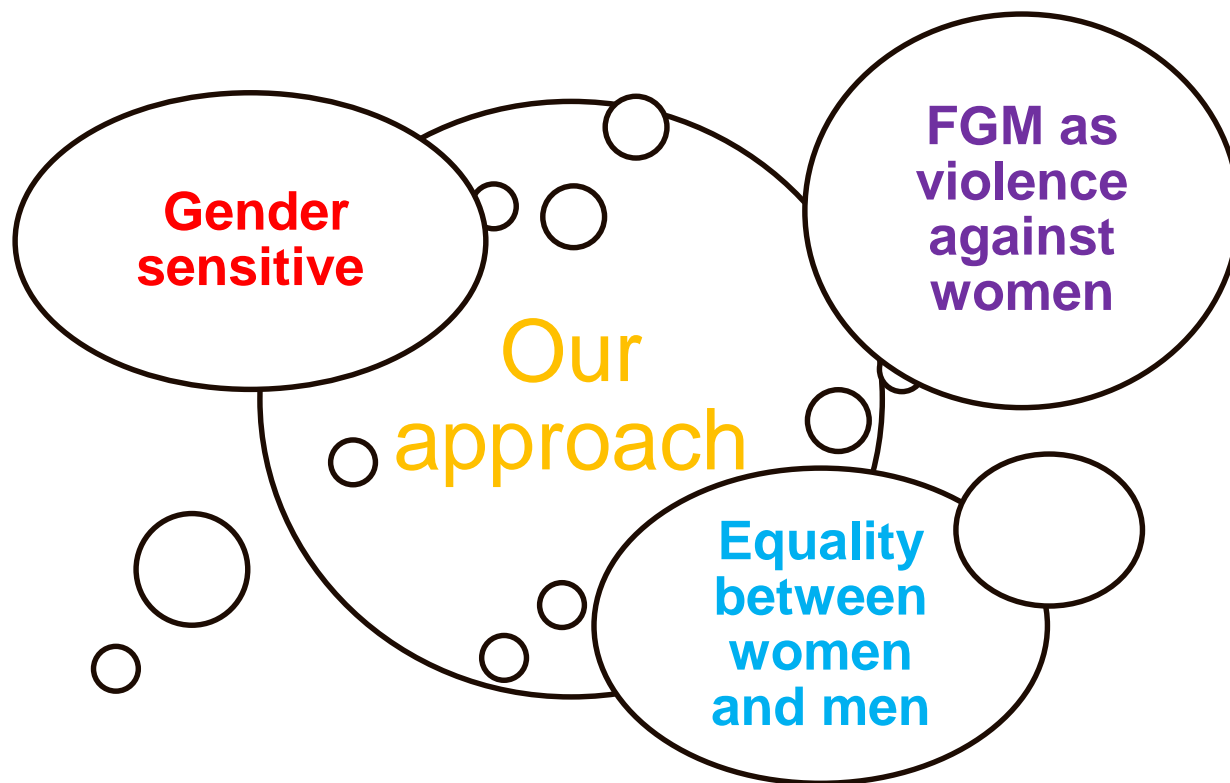 Gender
sensitive
FGM as
violence
against
women
Our
approach
Equality
between
women
and men